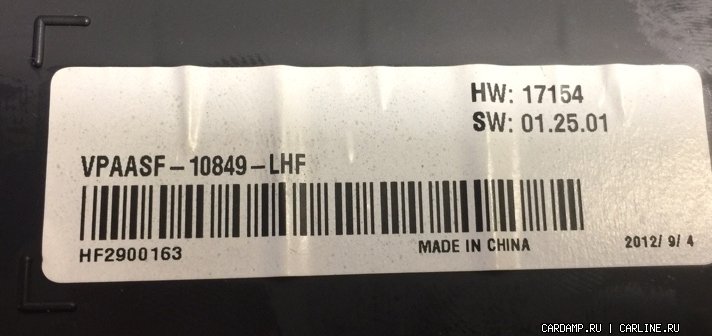 HW: 17154
SW: 01.25.01
VPAASF-10849-LHF
HF2900163
MADE IN CHINA
2012/ 9/ 4
CARDAMP.RU | CARLINE.RU